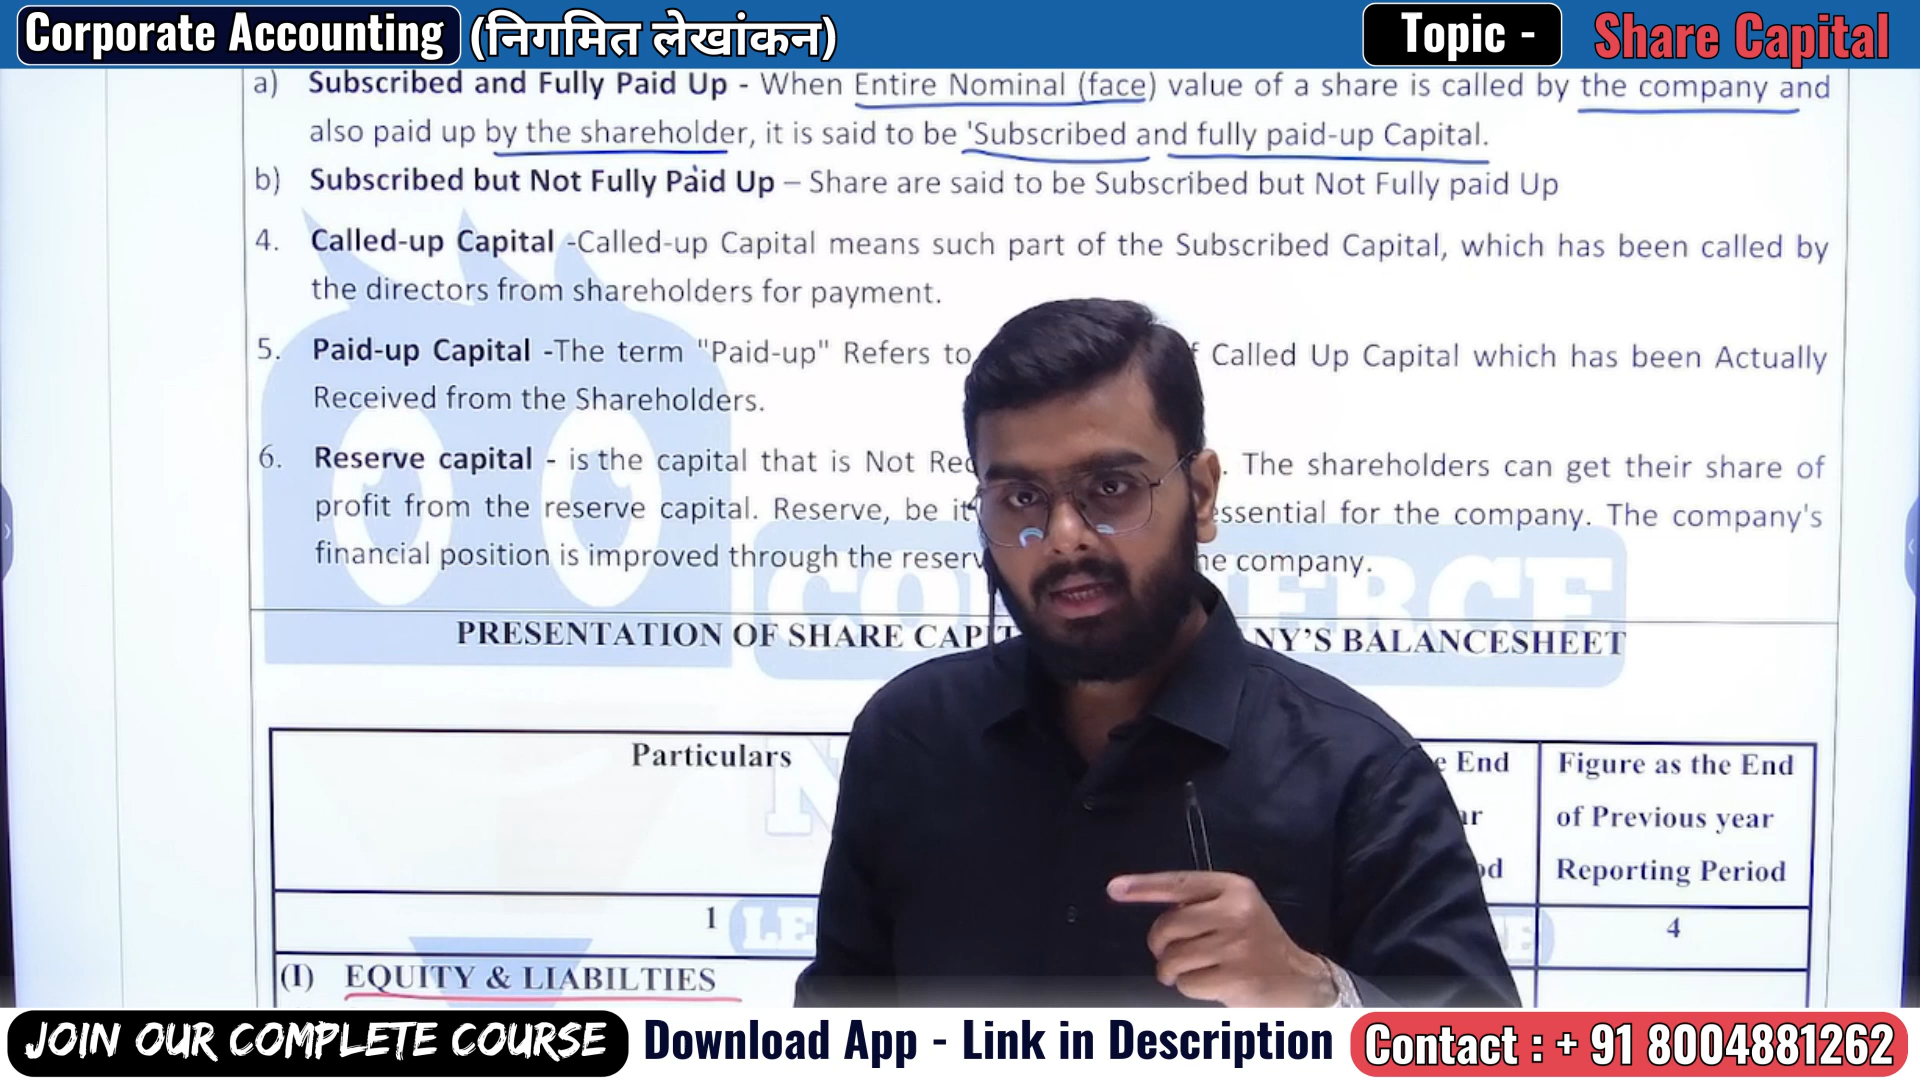 Corporate Accounting (निगमित लेखांकन) Topic - Share Capital
a) Subscribed and Fully Paid Up - When Entire Nominal (face) value of a share is called by the company and
also paid up by the shareholder, it is said to be 'Subscribed and fully paid-up Capital.
b) Subscribed but Not Fully Paid Up – Share are said to be Subscribed but Not Fully paid Up
4. Called-up Capital -Called-up Capital means such part of the Subscribed Capital, which has been called by
the directors from shareholders for payment.
5. Paid-up Capital -The term "Paid-up" Refers to Called Up Capital which has been Actually
Received from the Shareholders.
6. Reserve capital - is the capital that is Not . The shareholders can get their share of
profit from the reserve capital. Reserve, be it essential for the company. The company's
financial position is improved through the company.
PRESENTATION OF SHARE BALANCESHEET
Particulars End Figure as the End
of Previous year
Reporting Period
1 4
(I) EQUITY & LIABILTIES
JOIN OUR COMPLETE COURSE Download App - Link in Description Contact : + 91 8004881262